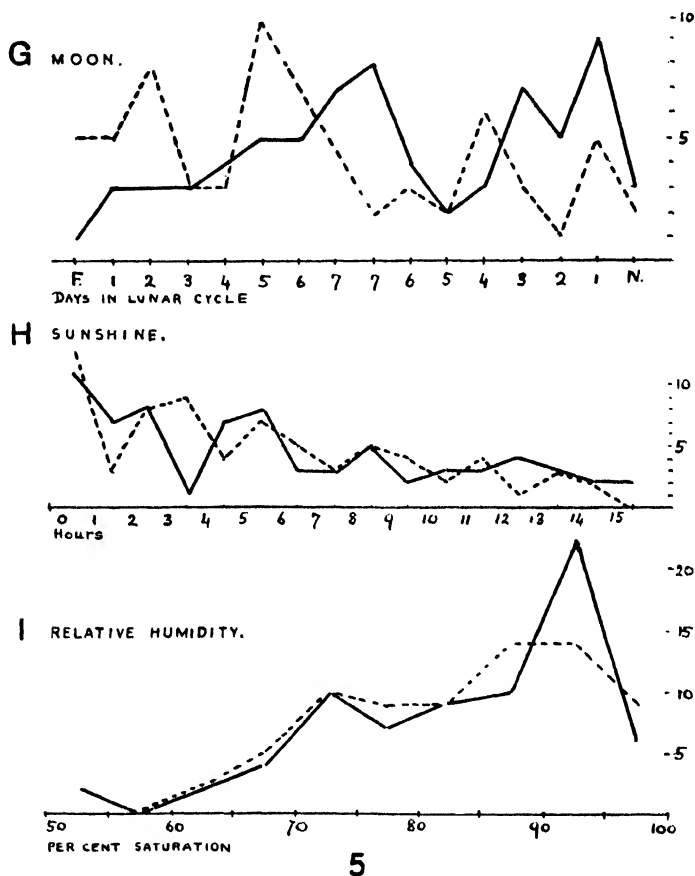 G MOON.
-10
-5
F. 1 2 3 4 5 6 7 7 6 5 4 3 2 1 N.
DAYS IN LUNAR CYCLE
H SUNSHINE.
-10
-5
0 1 2 3 4 5 6 7 8 9 10 11 12 13 14 15
Hours
-20
I RELATIVE HUMIDITY.
-15
-10
-5
50 60 70 80 90 100
PER CENT SATURATION
5